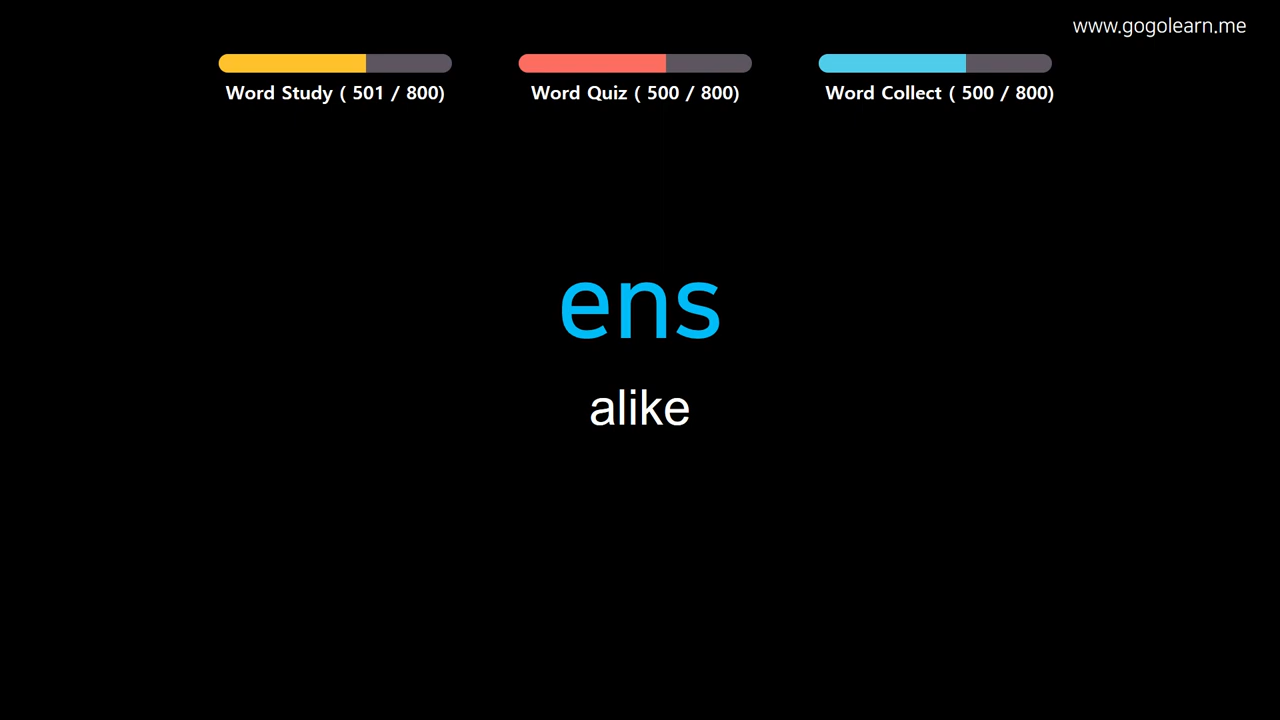 www.gogolearn.me
Word Study ( 501 / 800)
Word Quiz ( 500 / 800)
Word Collect ( 500 / 800)
ens
alike